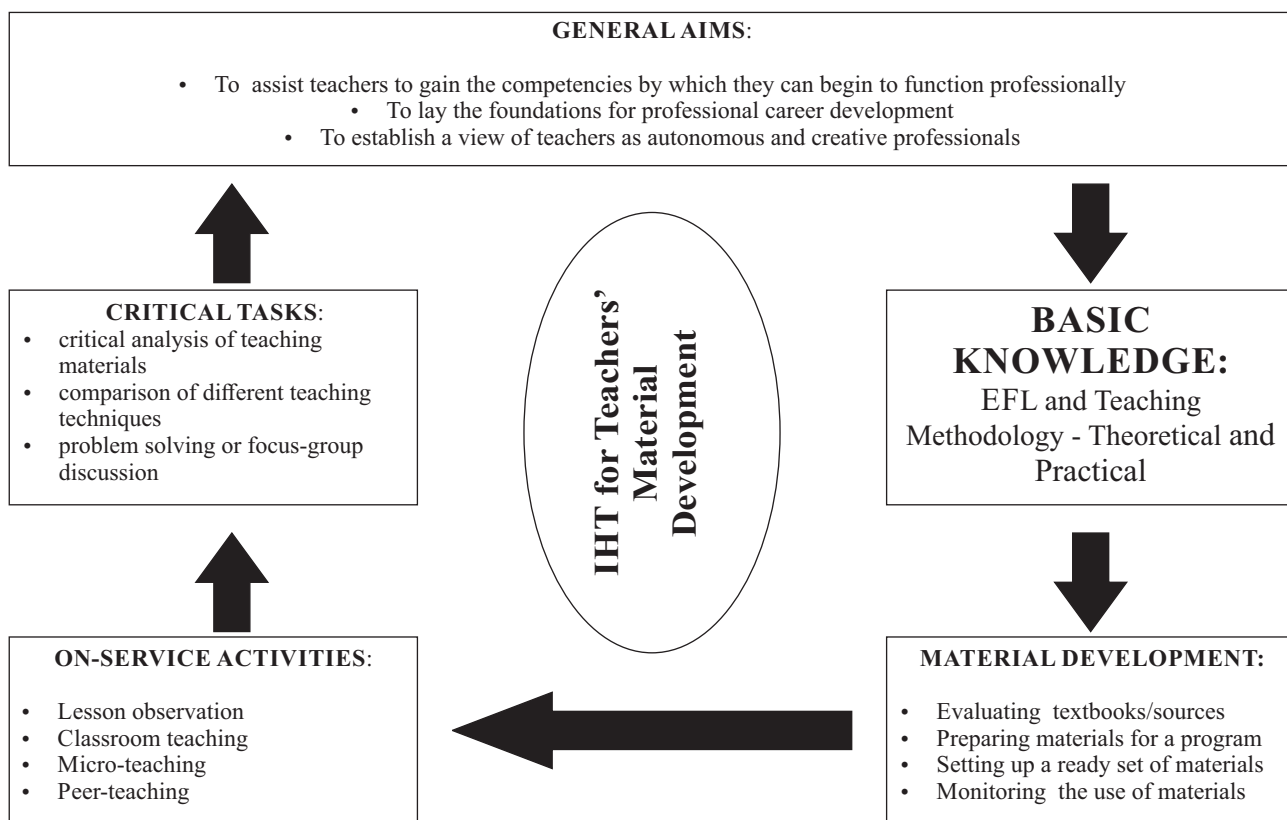 GENERAL AIMS:
• To assist teachers to gain the competencies by which they can begin to function professionally
• To lay the foundations for professional career development
• To establish a view of teachers as autonomous and creative professionals
CRITICAL TASKS:
• critical analysis of teaching
materials
• comparison of different teaching
techniques
• problem solving or focus-group
discussion
IHT for Teachers’
Material
Development
BASIC
KNOWLEDGE:
EFL and Teaching
Methodology - Theoretical and
Practical
ON-SERVICE ACTIVITIES:
• Lesson observation
• Classroom teaching
• Micro-teaching
• Peer-teaching
MATERIAL DEVELOPMENT:
• Evaluating textbooks/sources
• Preparing materials for a program
• Setting up a ready set of materials
• Monitoring the use of materials